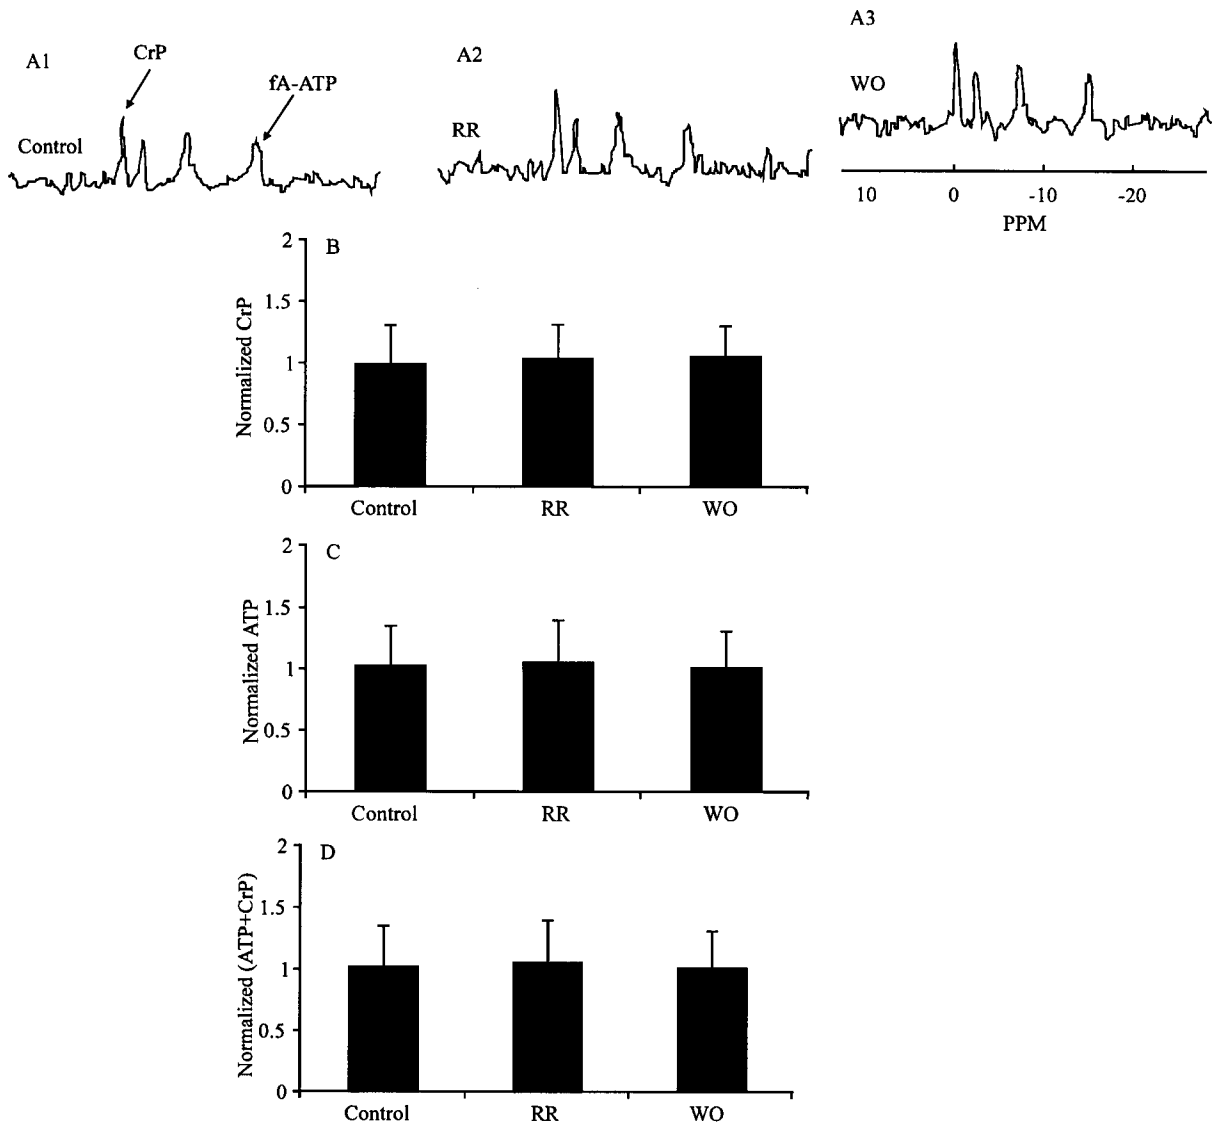 A1
CrP
fA-ATP
Control
A2
RR
A3
WO
10 0 -10 -20
PPM
B
2
1.5
1
0.5
0
Normalized CrP
Control RR WO
C
2
1.5
1
0.5
0
Normalized ATP
Control RR WO
D
2
1.5
1
0.5
0
Normalized (ATP+CrP)
Control RR WO